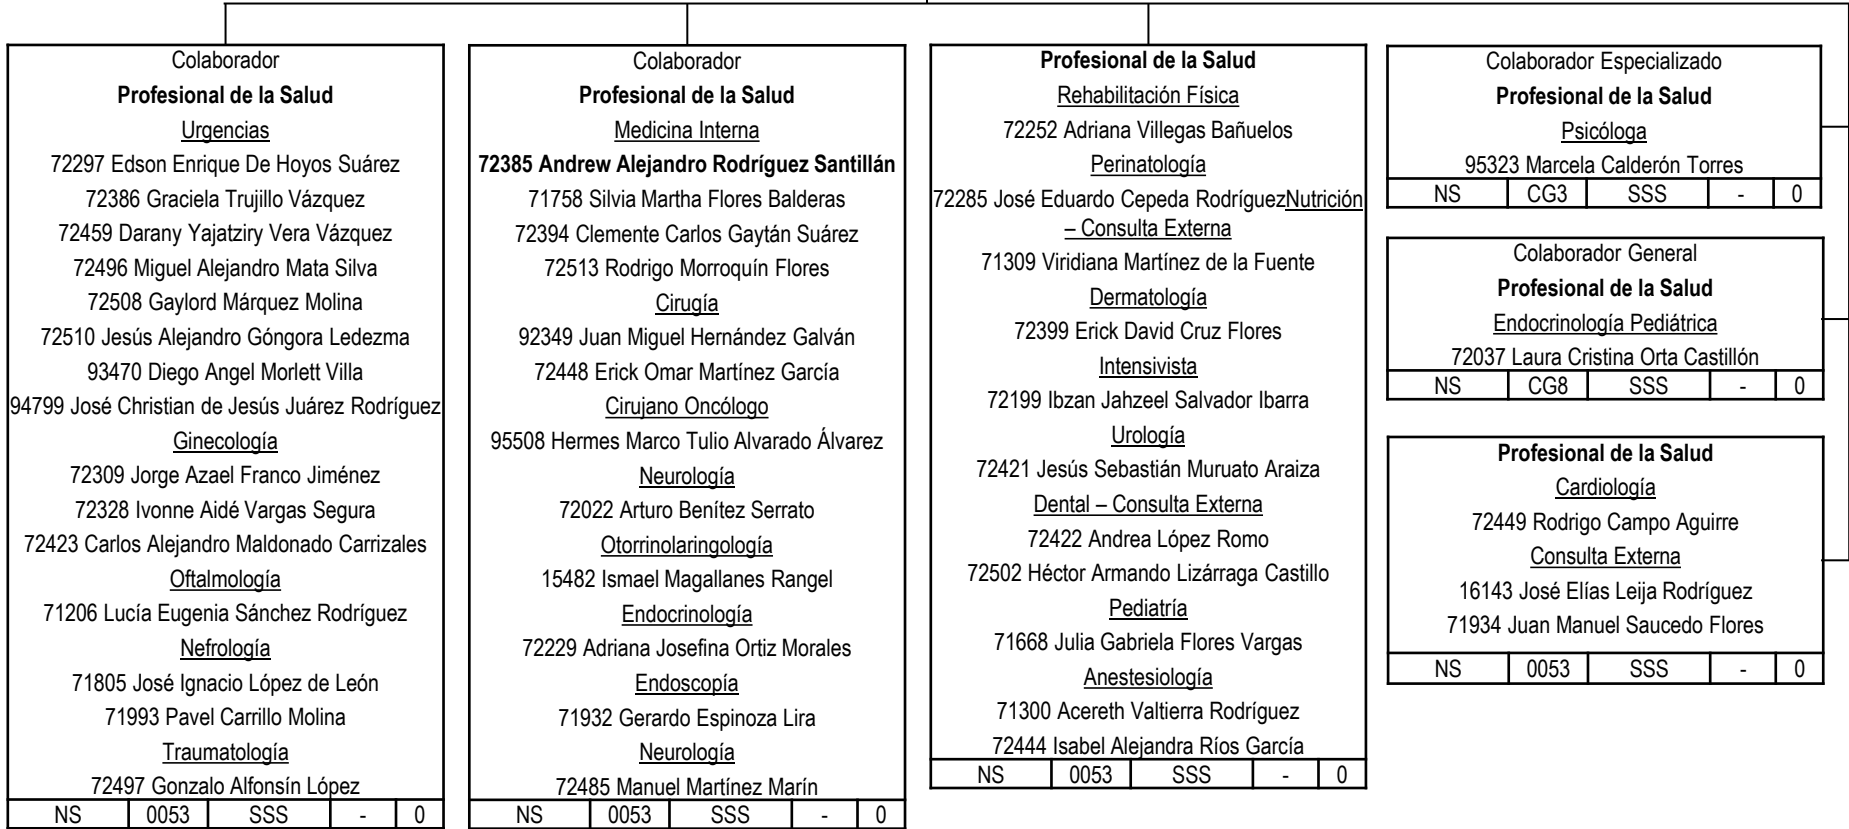 Colaborador
Profesional de la Salud
Urgencias
72297 Edson Enrique De Hoyos Suárez
72386 Graciela Trujillo Vázquez
72459 Darany Yajatziry Vera Vázquez
72496 Miguel Alejandro Mata Silva
72508 Gaylord Márquez Molina
72510 Jesús Alejandro Góngora Ledezma
93470 Diego Angel Morlett Villa
94799 José Christian de Jesús Juárez Rodríguez
Ginecología
72309 Jorge Azael Franco Jiménez
72328 Ivonne Aidé Vargas Segura
72423 Carlos Alejandro Maldonado Carrizales
Oftalmología
71206 Lucía Eugenia Sánchez Rodríguez
Nefrología
71805 José Ignacio López de León
71993 Pavel Carrillo Molina
Traumatología
72497 Gonzalo Alfonsín López
NS 0053 SSS - 0
Colaborador
Profesional de la Salud
Medicina Interna
72385 Andrew Alejandro Rodríguez Santillán
71758 Silvia Martha Flores Balderas
72394 Clemente Carlos Gaytán Suárez
72513 Rodrigo Morroquín Flores
Cirugía
92349 Juan Miguel Hernández Galván
72448 Erick Omar Martínez García
Cirujano Oncólogo
95508 Hermes Marco Tulio Alvarado Álvarez
Neurología
72022 Arturo Benítez Serrato
Otorrinolaringología
15482 Ismael Magallanes Rangel
Endocrinología
72229 Adriana Josefina Ortiz Morales
Endoscopía
71932 Gerardo Espinoza Lira
Neurología
72485 Manuel Martínez Marín
NS 0053 SSS - 0
Profesional de la Salud
Rehabilitación Física
72252 Adriana Villegas Bañuelos
Perinatología
72285 José Eduardo Cepeda RodríguezNutrición
– Consulta Externa
71309 Viridiana Martínez de la Fuente
Dermatología
72399 Erick David Cruz Flores
Intensivista
72199 Ibzan Jahzeel Salvador Ibarra
Urología
72421 Jesús Sebastián Muruato Araiza
Dental – Consulta Externa
72422 Andrea López Romo
72502 Héctor Armando Lizárraga Castillo
Pediatría
71668 Julia Gabriela Flores Vargas
Anestesiología
71300 Acereth Valtierra Rodríguez
72444 Isabel Alejandra Ríos García
NS 0053 SSS - 0
Colaborador Especializado
Profesional de la Salud
Psicóloga
95323 Marcela Calderón Torres
NS CG3 SSS - 0
Colaborador General
Profesional de la Salud
Endocrinología Pediátrica
72037 Laura Cristina Orta Castillón
NS CG8 SSS - 0
Profesional de la Salud
Cardiología
72449 Rodrigo Campo Aguirre
Consulta Externa
16143 José Elías Leija Rodríguez
71934 Juan Manuel Saucedo Flores
NS 0053 SSS - 0